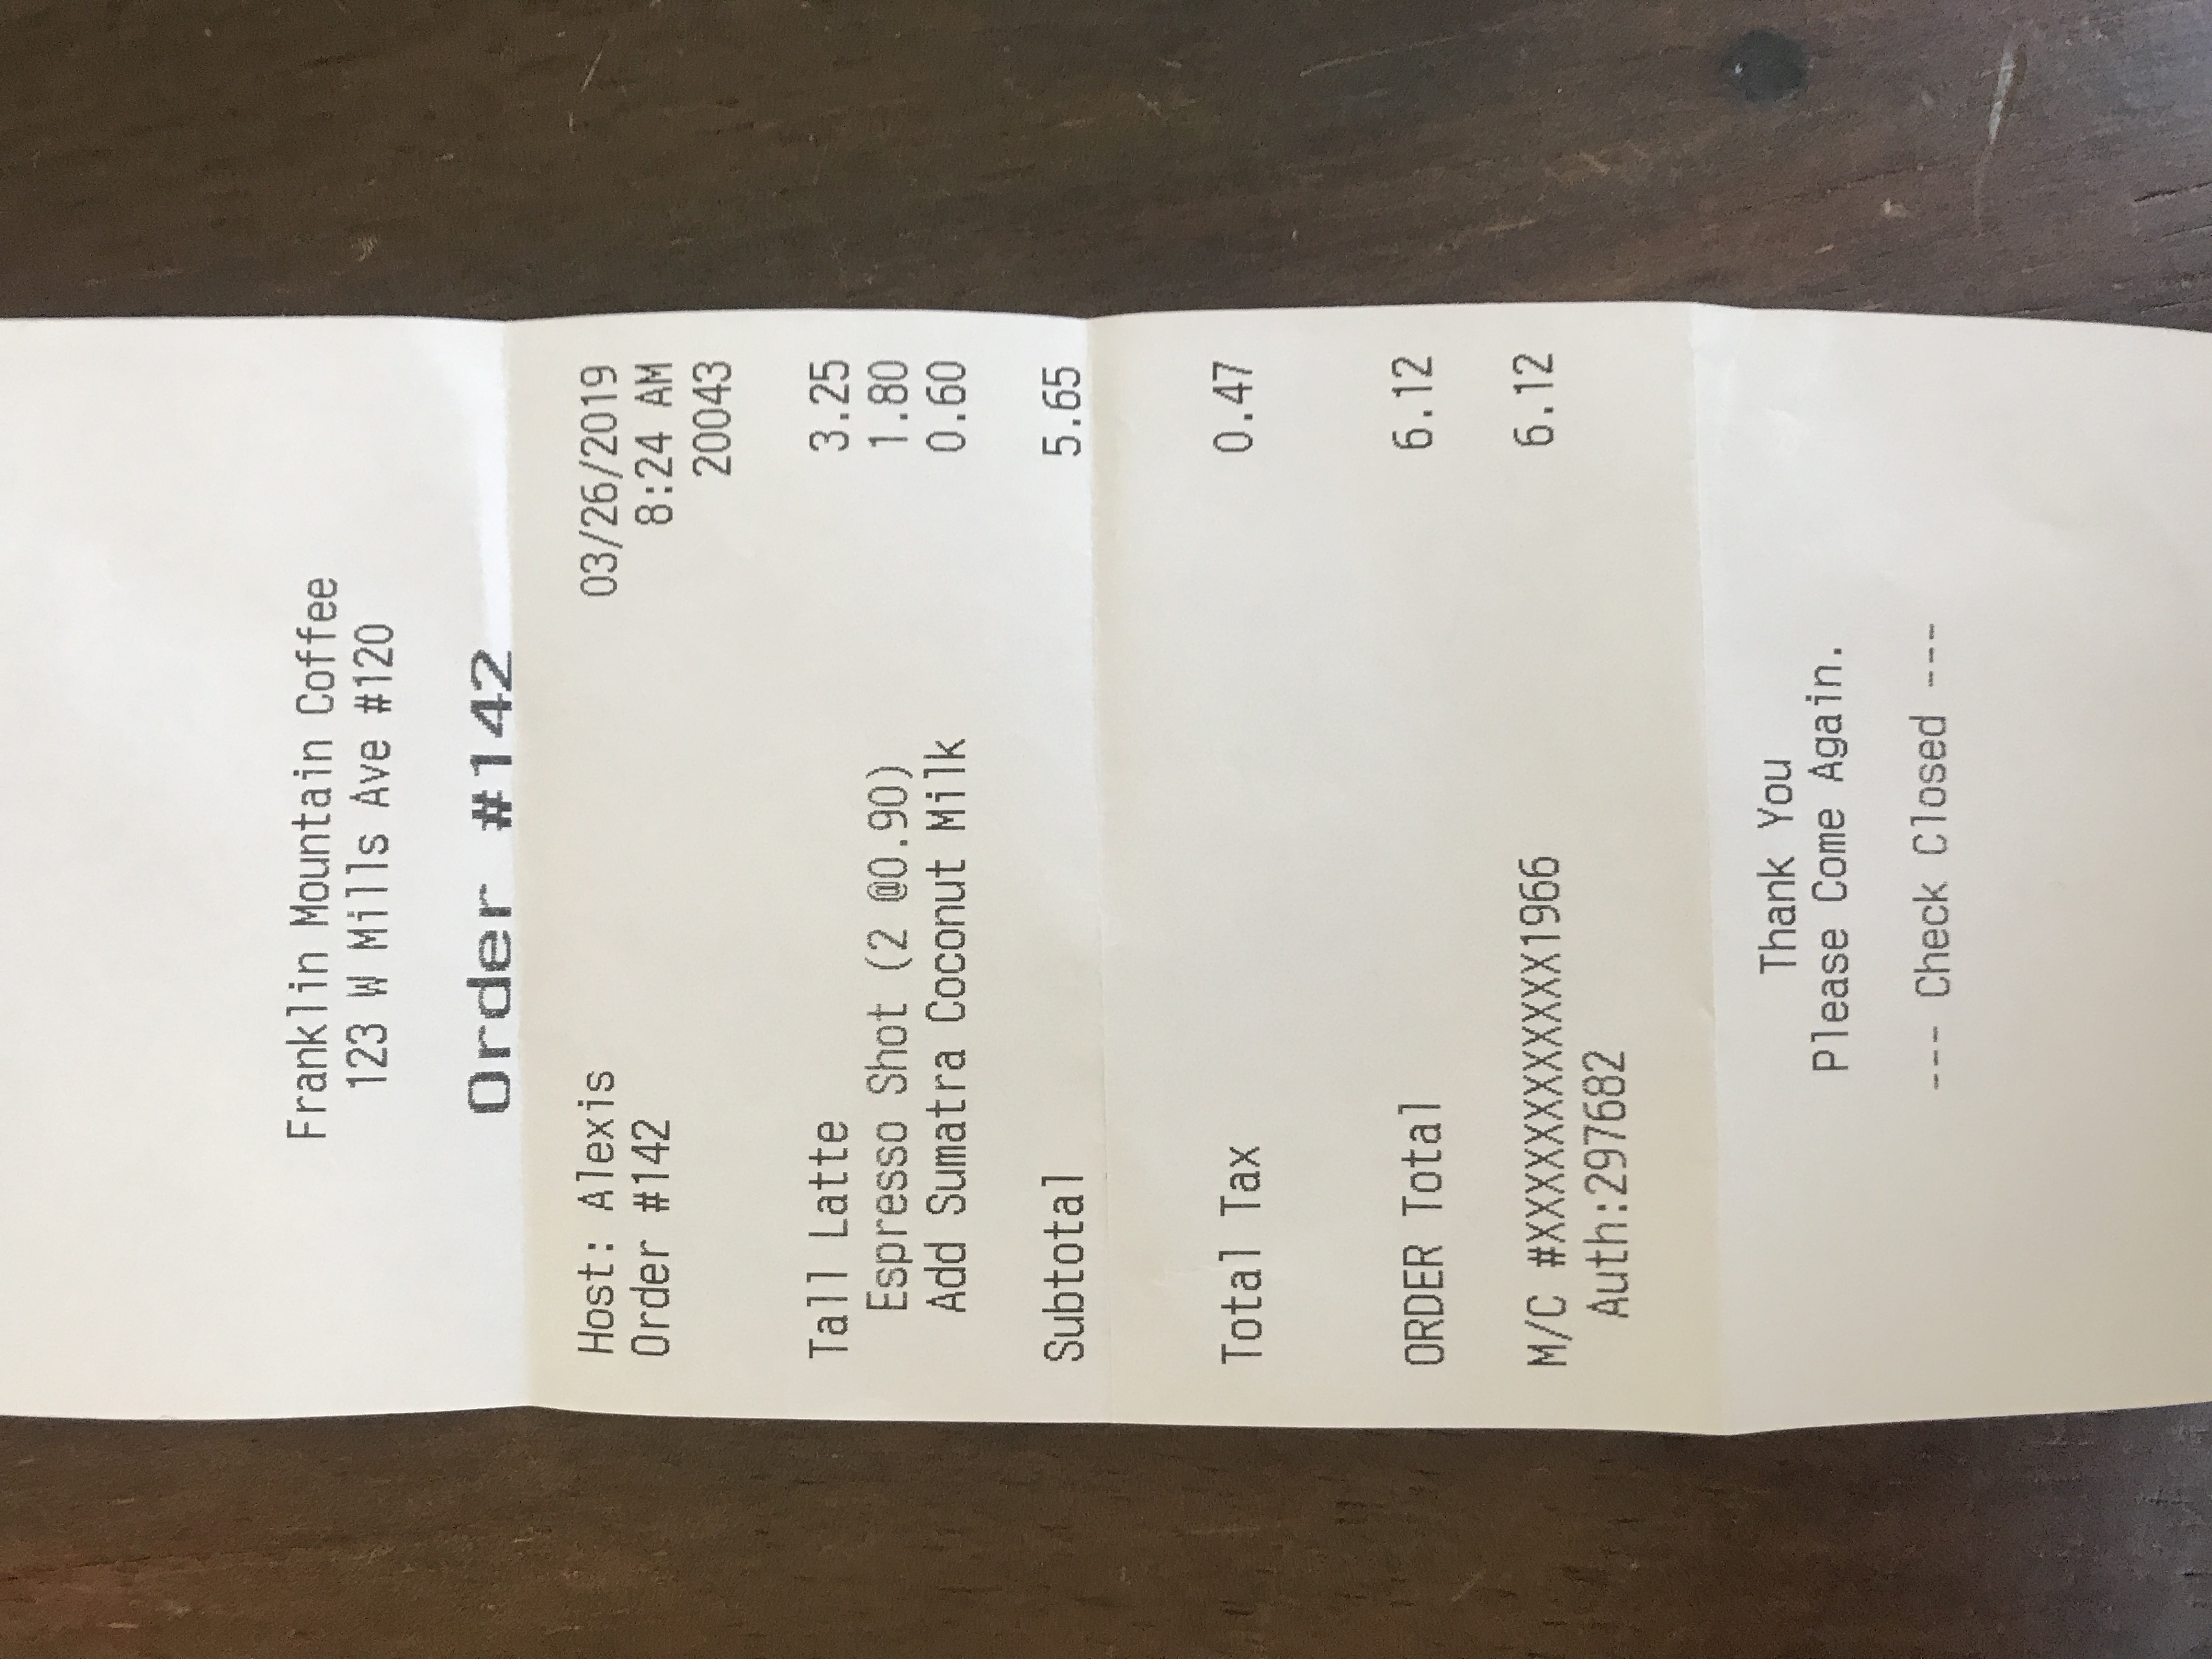 Franklin Mountain Coffee
123 W Mills Ave #120
Order #142
Host: Alexis 03/26/2019
Order #142 8:24 AM
20043
Tall Latte 3.25
Espresso Shot (2 @0.90) 1.80
Add Sumatra Coconut Milk 0.60
Subtotal 5.65
Total Tax 0.47
ORDER Total 6.12
M/C #XXXXXXXXXXXX1966 6.12
Auth:297682
Thank You
Please Come Again.
--- Check Closed ---